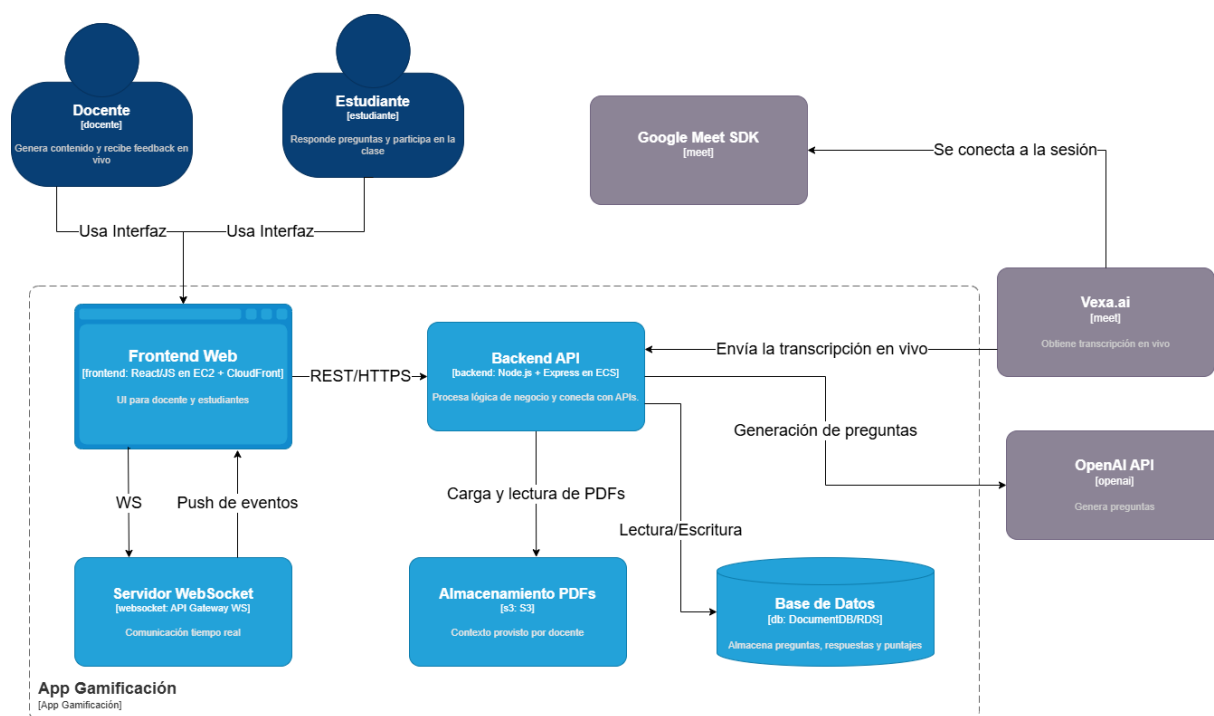 Docente
[docente]
Genera contenido y recibe feedback en
vivo
Estudiante
[estudiante]
Responde preguntas y participa en la
clase
Google Meet SDK
[meet]
Se conecta a la sesión
Usa Interfaz
Usa Interfaz
Vexa.ai
[meet]
Obtiene transcripción en vivo
Frontend Web
[frontend: React/JS en EC2 + CloudFront]
UI para docente y estudiantes
REST/HTTPS
Backend API
[backend: Node.js + Express en ECS]
Procesa lógica de negocio y conecta con APIs.
Envía la transcripción en vivo
Generación de preguntas
OpenAI API
[openai]
Genera preguntas
WS
Push de eventos
Carga y lectura de PDFs
Lectura/Escritura
Servidor WebSocket
[websocket: API Gateway WS]
Comunicación tiempo real
Almacenamiento PDFs
[s3: S3]
Contexto provisto por docente
Base de Datos
[db: DocumentDB/RDS]
Almacena preguntas, respuestas y puntajes
App Gamificación
[App Gamificación]